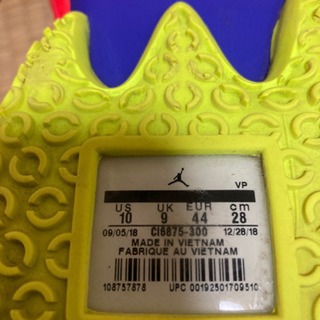 VP
US UK EUR cm
10 9 44 28
09/05/18 CI6875-300 12/28/18
MADE IN VIETNAM
FABRIQUE AU VIETNAM
108757878 UPC 00192501709510